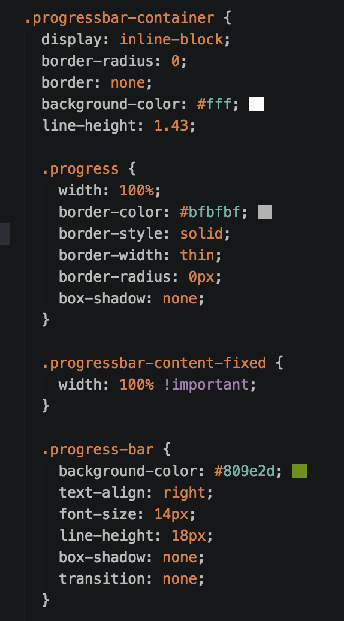 .progressbar-container {
display: inline-block;
border-radius: 0;
border: none;
background-color: #fff;
line-height: 1.43;
.progress {
width: 100%;
border-color: #bfbfbf;
border-style: solid;
border-width: thin;
border-radius: 0px;
box-shadow: none;
}
.progressbar-content-fixed {
width: 100% !important;
}
.progress-bar {
background-color: #809e2d;
text-align: right;
font-size: 14px;
line-height: 18px;
box-shadow: none;
transition: none;
}